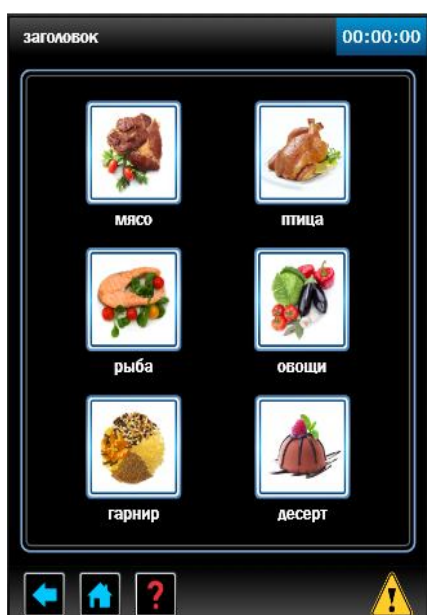 заголовок 00:00:00
мясо птица
рыба овощи
гарнир десерт
?
!